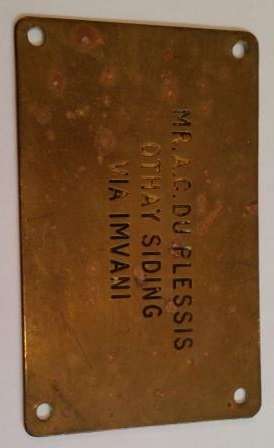 MR. A.C. DU PLESSIS
OTHAY SIDING
VIA IMVANI